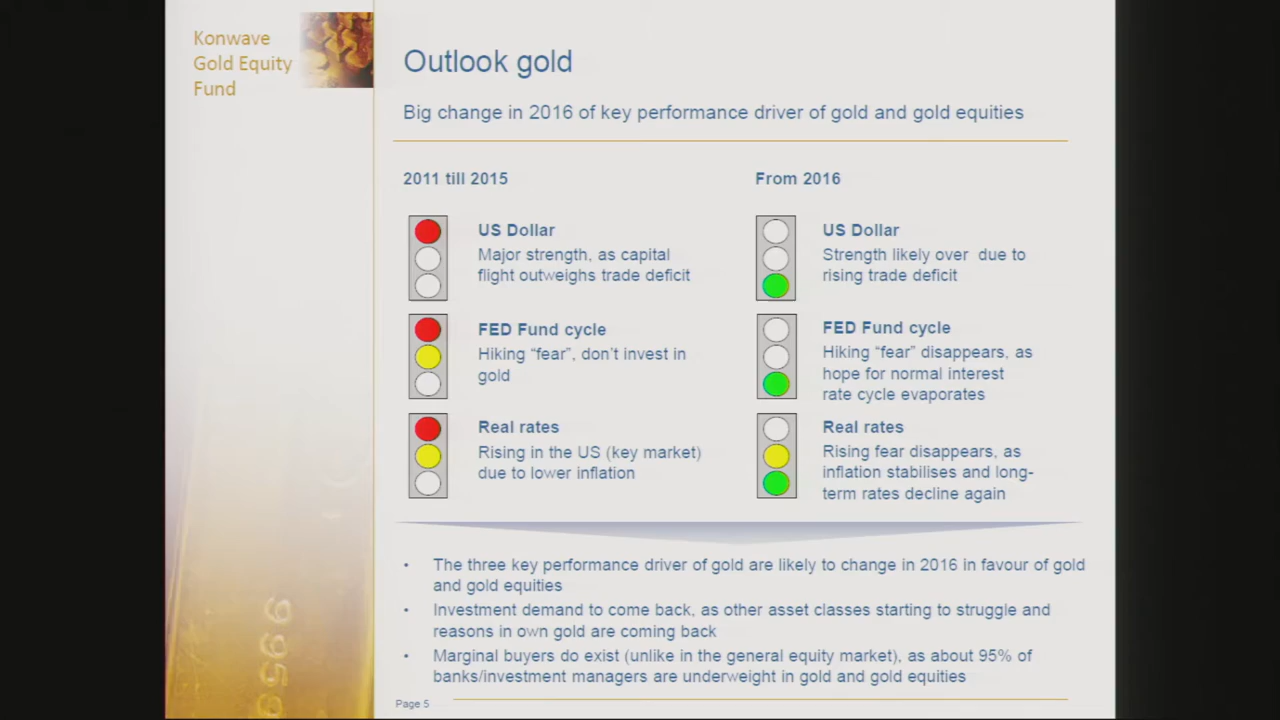 Konwave
Gold Equity
Fund
Outlook gold
Big change in 2016 of key performance driver of gold and gold equities
2011 till 2015
US Dollar
Major strength, as capital
flight outweighs trade deficit
FED Fund cycle
Hiking “fear”, don’t invest in
gold
Real rates
Rising in the US (key market)
due to lower inflation
From 2016
US Dollar
Strength likely over  due to
rising trade deficit
FED Fund cycle
Hiking “fear” disappears, as
hope for normal interest
rate cycle evaporates
Real rates
Rising fear disappears, as
inflation stabilises and long-
term rates decline again
• The three key performance driver of gold are likely to change in 2016 in favour of gold
and gold equities
• Investment demand to come back, as other asset classes starting to struggle and
reasons in own gold are coming back
• Marginal buyers do exist (unlike in the general equity market), as about 95% of
banks/investment managers are underweight in gold and gold equities
Page 5